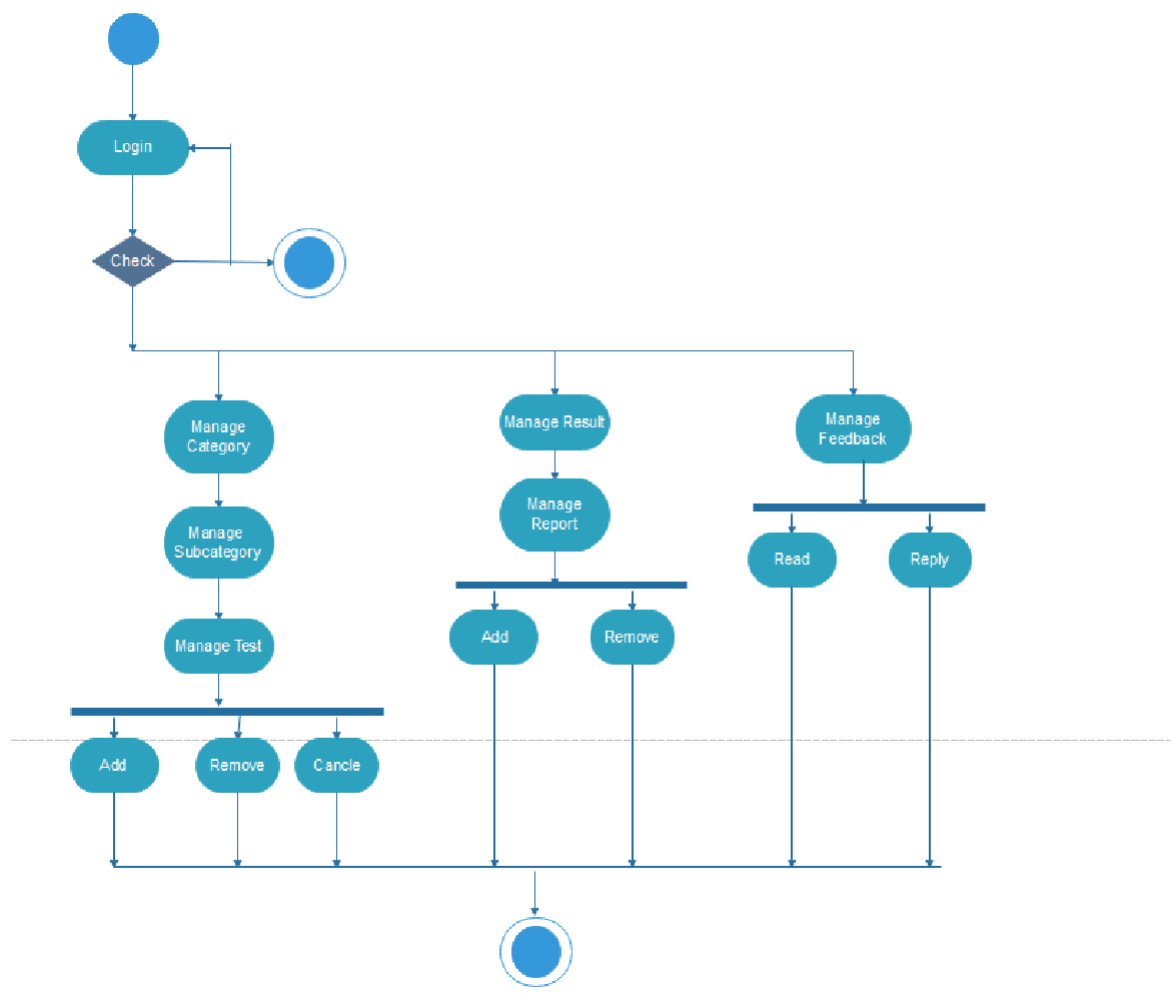 Login
Check
Manage
Category
Manage Result
Manage
Feedback
Manage
Report
Manage
Subcategory
Read
Reply
Add
Remove
Manage Test
Add
Remove
Cancle